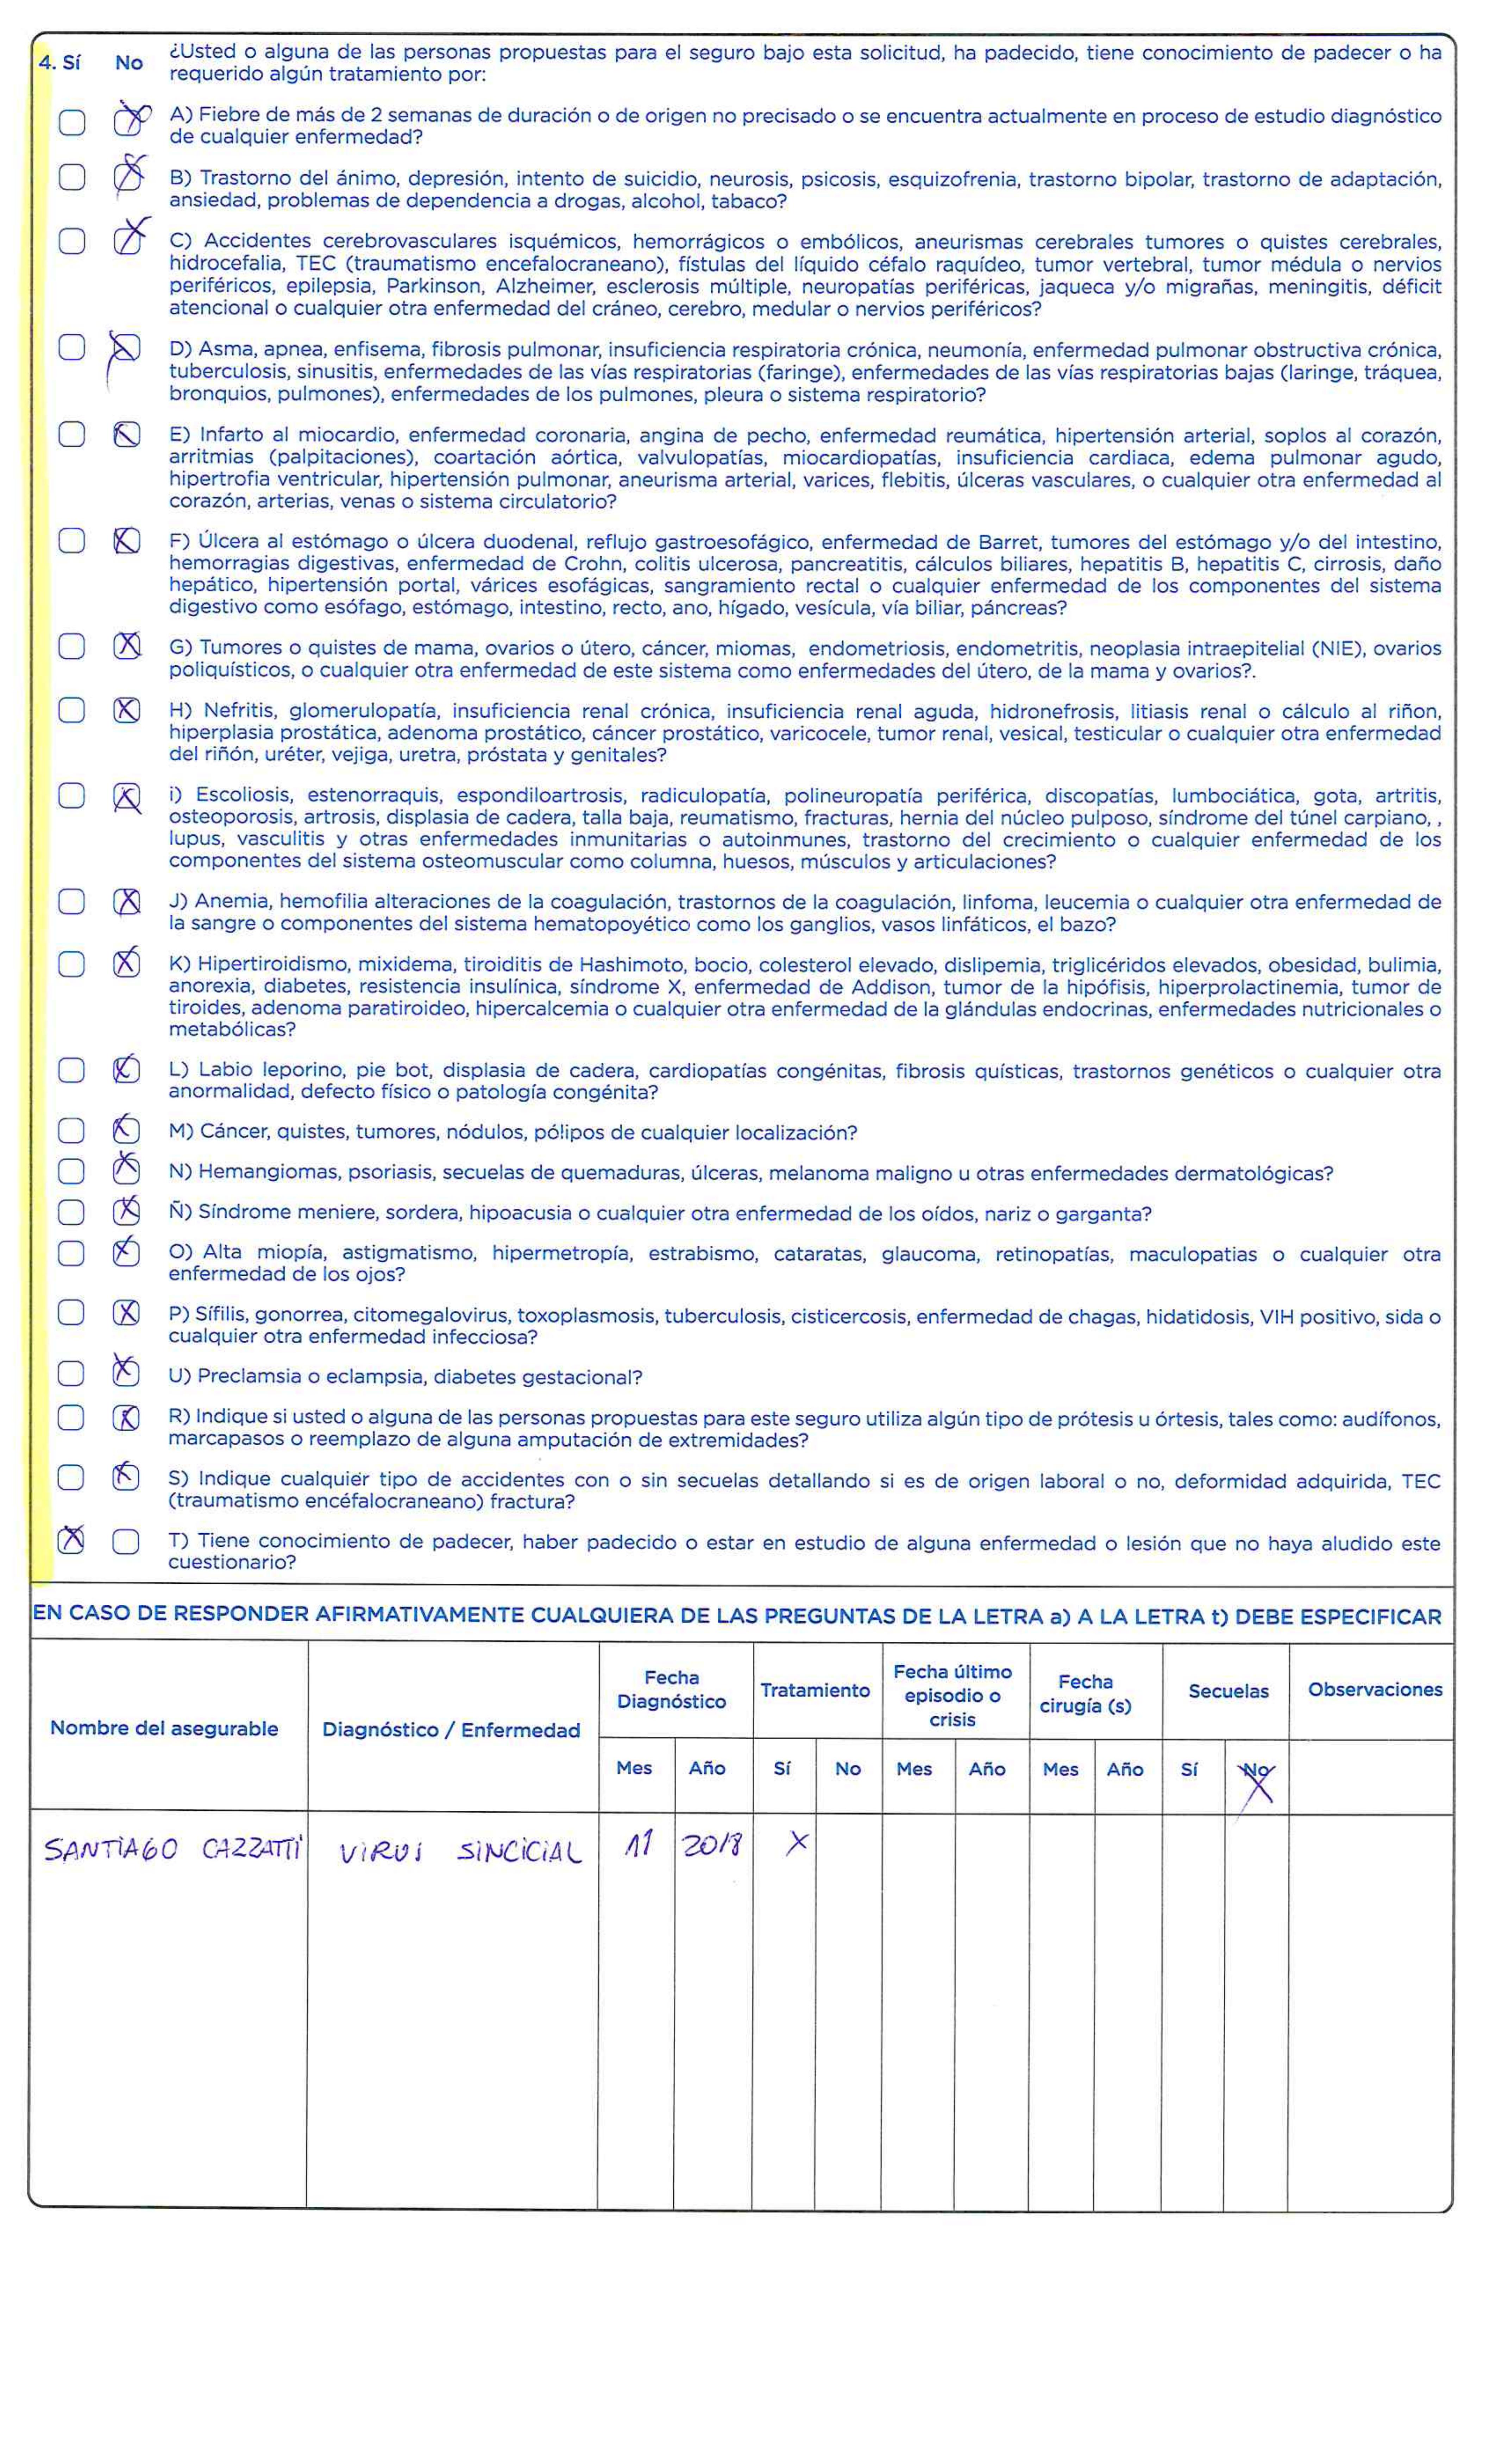 4. Sí No ¿Usted o alguna de las personas propuestas para el seguro bajo esta solicitud, ha padecido, tiene conocimiento de padecer o ha
requerido algún tratamiento por:
A) Fiebre de más de 2 semanas de duración o de origen no precisado o se encuentra actualmente en proceso de estudio diagnóstico
de cualquier enfermedad?
B) Trastorno del ánimo, depresión, intento de suicidio, neurosis, psicosis, esquizofrenia, trastorno bipolar, trastorno de adaptación,
ansiedad, problemas de dependencia a drogas, alcohol, tabaco?
C) Accidentes cerebrovasculares isquémicos, hemorrágicos o embólicos, aneurismas cerebrales tumores o quistes cerebrales,
hidrocefalia, TEC (traumatismo encefalocraneano), fístulas del líquido céfalo raquídeo, tumor vertebral, tumor médula o nervios
periféricos, epilepsia, Parkinson, Alzheimer, esclerosis múltiple, neuropatías periféricas, jaqueca y/o migrañas, meningitis, déficit
atencional o cualquier otra enfermedad del cráneo, cerebro, medular o nervios periféricos?
D) Asma, apnea, enfisema, fibrosis pulmonar, insuficiencia respiratoria crónica, neumonía, enfermedad pulmonar obstructiva crónica,
tuberculosis, sinusitis, enfermedades de las vías respiratorias (faringe), enfermedades de las vías respiratorias bajas (laringe, tráquea,
bronquios, pulmones), enfermedades de los pulmones, pleura o sistema respiratorio?
E) Infarto al miocardio, enfermedad coronaria, angina de pecho, enfermedad reumática, hipertensión arterial, soplos al corazón,
arritmias (palpitaciones), coartación aórtica, valvulopatías, miocardiopatías, insuficiencia cardiaca, edema pulmonar agudo,
hipertrofia ventricular, hipertensión pulmonar, aneurisma arterial, varices, flebitis, úlceras vasculares, o cualquier otra enfermedad al
corazón, arterias, venas o sistema circulatorio?
F) Úlcera al estómago o úlcera duodenal, reflujo gastroesofágico, enfermedad de Barret, tumores del estómago y/o del intestino,
hemorragias digestivas, enfermedad de Crohn, colitis ulcerosa, pancreatitis, cálculos biliares, hepatitis B, hepatitis C, cirrosis, daño
hepático, hipertensión portal, várices esofágicas, sangramiento rectal o cualquier enfermedad de los componentes del sistema
digestivo como esófago, estómago, intestino, recto, ano, hígado, vesícula, vía biliar, páncreas?
G) Tumores o quistes de mama, ovarios o útero, cáncer, miomas, endometriosis, endometritis, neoplasia intraepitelial (NIE), ovarios
poliquísticos, o cualquier otra enfermedad de este sistema como enfermedades del útero, de la mama y ovarios?.
H) Nefritis, glomerulopatía, insuficiencia renal crónica, insuficiencia renal aguda, hidronefrosis, litiasis renal o cálculo al riñon,
hiperplasia prostática, adenoma prostático, cáncer prostático, varicocele, tumor renal, vesical, testicular o cualquier otra enfermedad
del riñón, uréter, vejiga, uretra, próstata y genitales?
i) Escoliosis, estenorraquis, espondiloartrosis, radiculopatía, polineuropatía periférica, discopatías, lumbociática, gota, artritis,
osteoporosis, artrosis, displasia de cadera, talla baja, reumatismo, fracturas, hernia del núcleo pulposo, síndrome del túnel carpiano, ,
lupus, vasculitis y otras enfermedades inmunitarias o autoinmunes, trastorno del crecimiento o cualquier enfermedad de los
componentes del sistema osteomuscular como columna, huesos, músculos y articulaciones?
J) Anemia, hemofilia alteraciones de la coagulación, trastornos de la coagulación, linfoma, leucemia o cualquier otra enfermedad de
la sangre o componentes del sistema hematopoyético como los ganglios, vasos linfáticos, el bazo?
K) Hipertiroidismo, mixidema, tiroiditis de Hashimoto, bocio, colesterol elevado, dislipemia, triglicéridos elevados, obesidad, bulimia,
anorexia, diabetes, resistencia insulínica, síndrome X, enfermedad de Addison, tumor de la hipófisis, hiperprolactinemia, tumor de
tiroides, adenoma paratiroideo, hipercalcemia o cualquier otra enfermedad de la glándulas endocrinas, enfermedades nutricionales o
metabólicas?
L) Labio leporino, pie bot, displasia de cadera, cardiopatías congénitas, fibrosis quísticas, trastornos genéticos o cualquier otra
anormalidad, defecto físico o patología congénita?
M) Cáncer, quistes, tumores, nódulos, pólipos de cualquier localización?
N) Hemangiomas, psoriasis, secuelas de quemaduras, úlceras, melanoma maligno u otras enfermedades dermatológicas?
Ñ) Síndrome meniere, sordera, hipoacusia o cualquier otra enfermedad de los oídos, nariz o garganta?
O) Alta miopía, astigmatismo, hipermetropía, estrabismo, cataratas, glaucoma, retinopatías, maculopatias o cualquier otra
enfermedad de los ojos?
P) Sífilis, gonorrea, citomegalovirus, toxoplasmosis, tuberculosis, cisticercosis, enfermedad de chagas, hidatidosis, VIH positivo, sida o
cualquier otra enfermedad infecciosa?
U) Preclamsia o eclampsia, diabetes gestacional?
R) Indique si usted o alguna de las personas propuestas para este seguro utiliza algún tipo de prótesis u órtesis, tales como: audífonos,
marcapasos o reemplazo de alguna amputación de extremidades?
S) Indique cualquier tipo de accidentes con o sin secuelas detallando si es de origen laboral o no, deformidad adquirida, TEC
(traumatismo encéfalocraneano) fractura?
T) Tiene conocimiento de padecer, haber padecido o estar en estudio de alguna enfermedad o lesión que no haya aludido este
cuestionario?
EN CASO DE RESPONDER AFIRMATIVAMENTE CUALQUIERA DE LAS PREGUNTAS DE LA LETRA a) A LA LETRA t) DEBE ESPECIFICAR
Nombre del asegurable Diagnóstico / Enfermedad Fecha Diagnóstico Tratamiento Fecha último episodio o crisis Fecha cirugía (s) Secuelas Observaciones
Mes Año Sí No Mes Año Mes Año Sí No
SANTIAGO CAZZATTI VIRUS SINCICIAL 11 2018 X